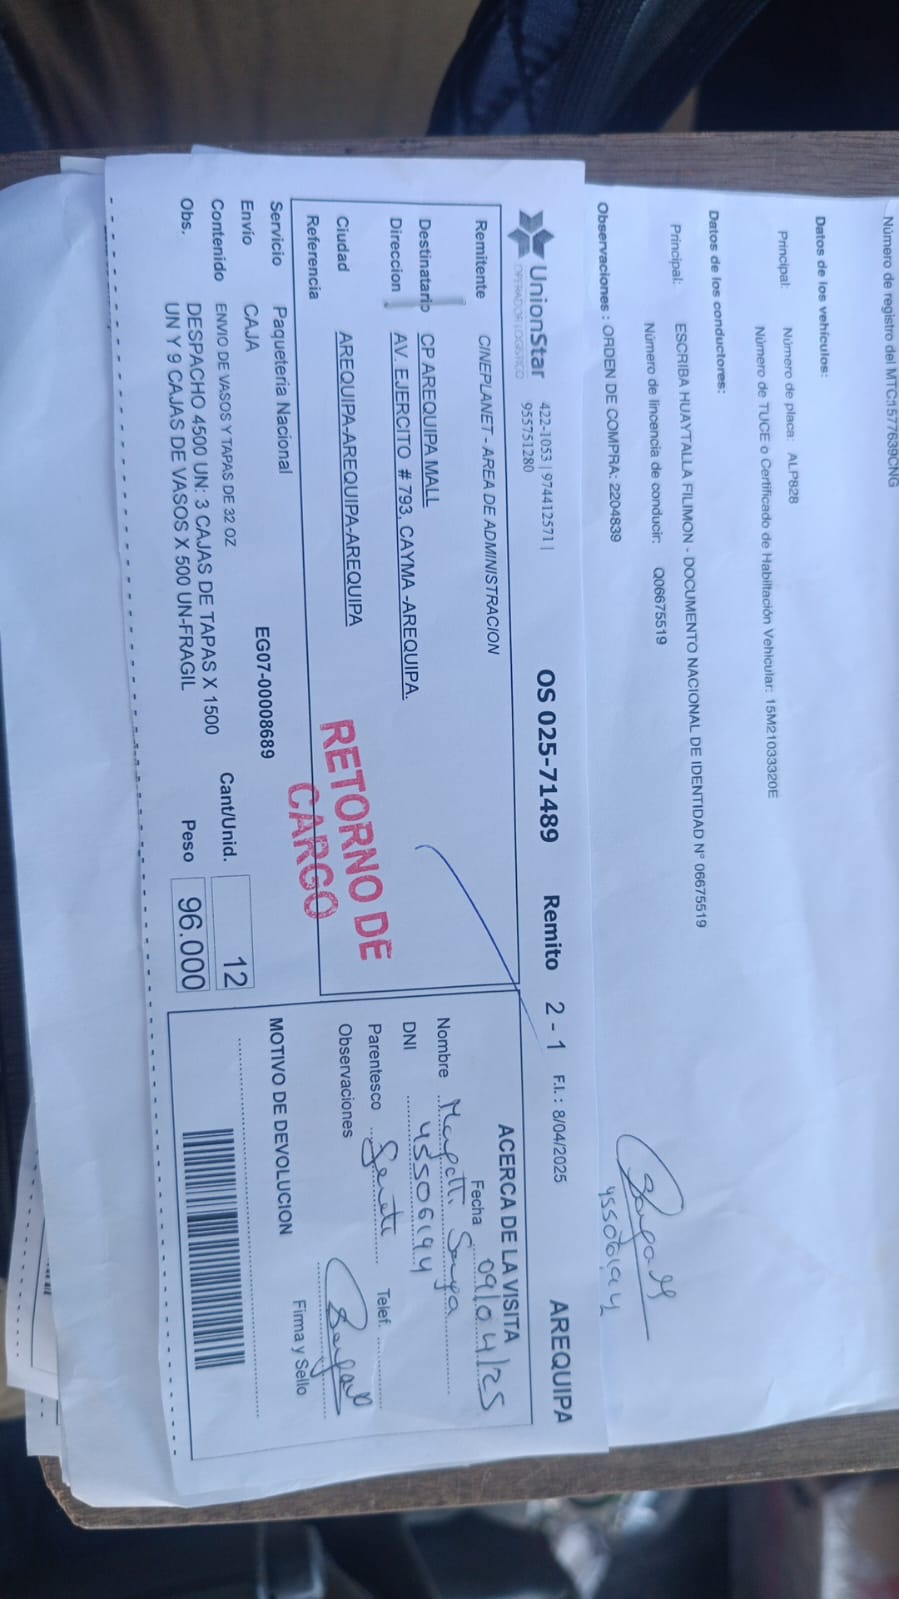 Número de registro del MTC:1577639CNG
Datos de los vehículos:
Principal: Número de placa: ALP828
Número de TUCE o Certificado de Habiltación Vehicular: 15M21033320E
Datos de los conductores:
Principal: ESCRIBA HUAYTALLA FILIMON - DOCUMENTO NACIONAL DE IDENTIDAD N° 06675519
Número de lincencia de conducir: Q06675519
Observaciones : ORDEN DE COMPRA: 2204839
45506194
UnionStar
OPERADOR LOGISTICO
422-1053 | 974412571 |
955751280
OS 025-71489 Remito 2 - 1 F.I.: 8/04/2025 AREQUIPA
Remitente CINEPLANET - AREA DE ADMINISTRACION
Destinatario CP AREQUIPA MALL
Direccion AV. EJERCITO # 793, CAYMA -AREQUIPA.
Ciudad AREQUIPA-AREQUIPA-AREQUIPA
Referencia
RETORNO DE
CARGO
Servicio Paqueteria Nacional
Envío CAJA EG07-00008689
Contenido ENVIO DE VASOS Y TAPAS DE 32 OZ Cant/Unid. 12
Obs. DESPACHO 4500 UN: 3 CAJAS DE TAPAS X 1500
UN Y 9 CAJAS DE VASOS X 500 UN-FRAGIL Peso 96.000
ACERCA DE LA VISITA
Fecha 09/04/25
Nombre
DNI 45506194
Parentesco Telef.
Observaciones
Firma y Sello
MOTIVO DE DEVOLUCION